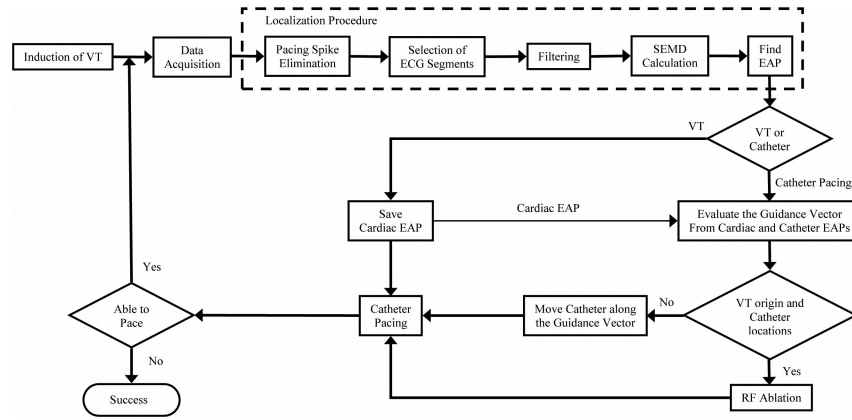 Localization Procedure
Induction of VT
Data
Acquisition
Pacing Spike
Elimination
Selection of
ECG Segments
Filtering
SEMD
Calculation
Find
EAP
VT
VT or
Catheter
Catheter Pacing
Save
Cardiac EAP
Cardiac EAP
Evaluate the Guidance Vector
From Cardiac and Catheter EAPs
Yes
Able to
Pace
Catheter
Pacing
Move Catheter along
the Guidance Vector
No
VT origin and
Catheter
locations
No
Yes
Success
RF Ablation